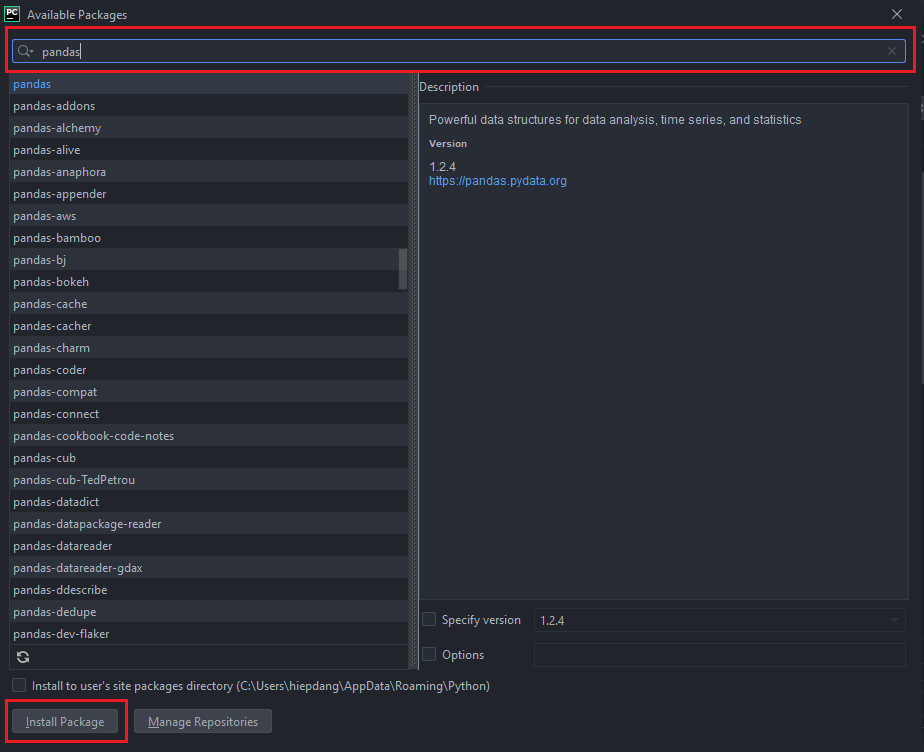 PC
Available Packages
pandas
pandas
pandas-addons
pandas-alchemy
pandas-alive
pandas-anaphora
pandas-appender
pandas-aws
pandas-bamboo
pandas-bj
pandas-bokeh
pandas-cache
pandas-cacher
pandas-charm
pandas-coder
pandas-compat
pandas-connect
pandas-cookbook-code-notes
pandas-cub
pandas-cub-TedPetrou
pandas-datadict
pandas-datapackage-reader
pandas-datareader
pandas-datareader-gdax
pandas-ddescribe
pandas-dedupe
pandas-dev-flaker
Description
Powerful data structures for data analysis, time series, and statistics
Version
1.2.4
https://pandas.pydata.org
Specify version
1.2.4
Options
Install to user's site packages directory (C:\Users\hiepdang\AppData\Roaming\Python)
Install Package
Manage Repositories